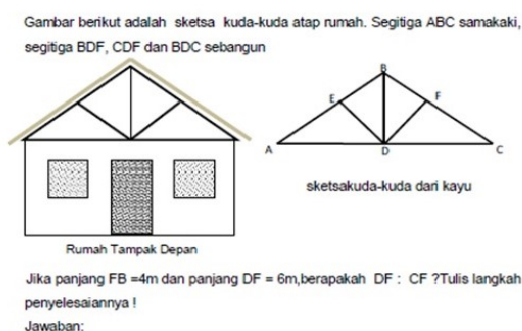 Gambar berikut adalah sketsa kuda-kuda atap rumah. Segitiga ABC samakaki,
segitiga BDF, CDF dan BDC sebangun
B
E
F
A
D
C
sketsakuda-kuda dari kayu
Rumah Tampak Depan
Jika panjang FB =4m dan panjang DF = 6m,berapakah DF : CF ?Tulis langkah
penyelesaiannya !
Jawaban: